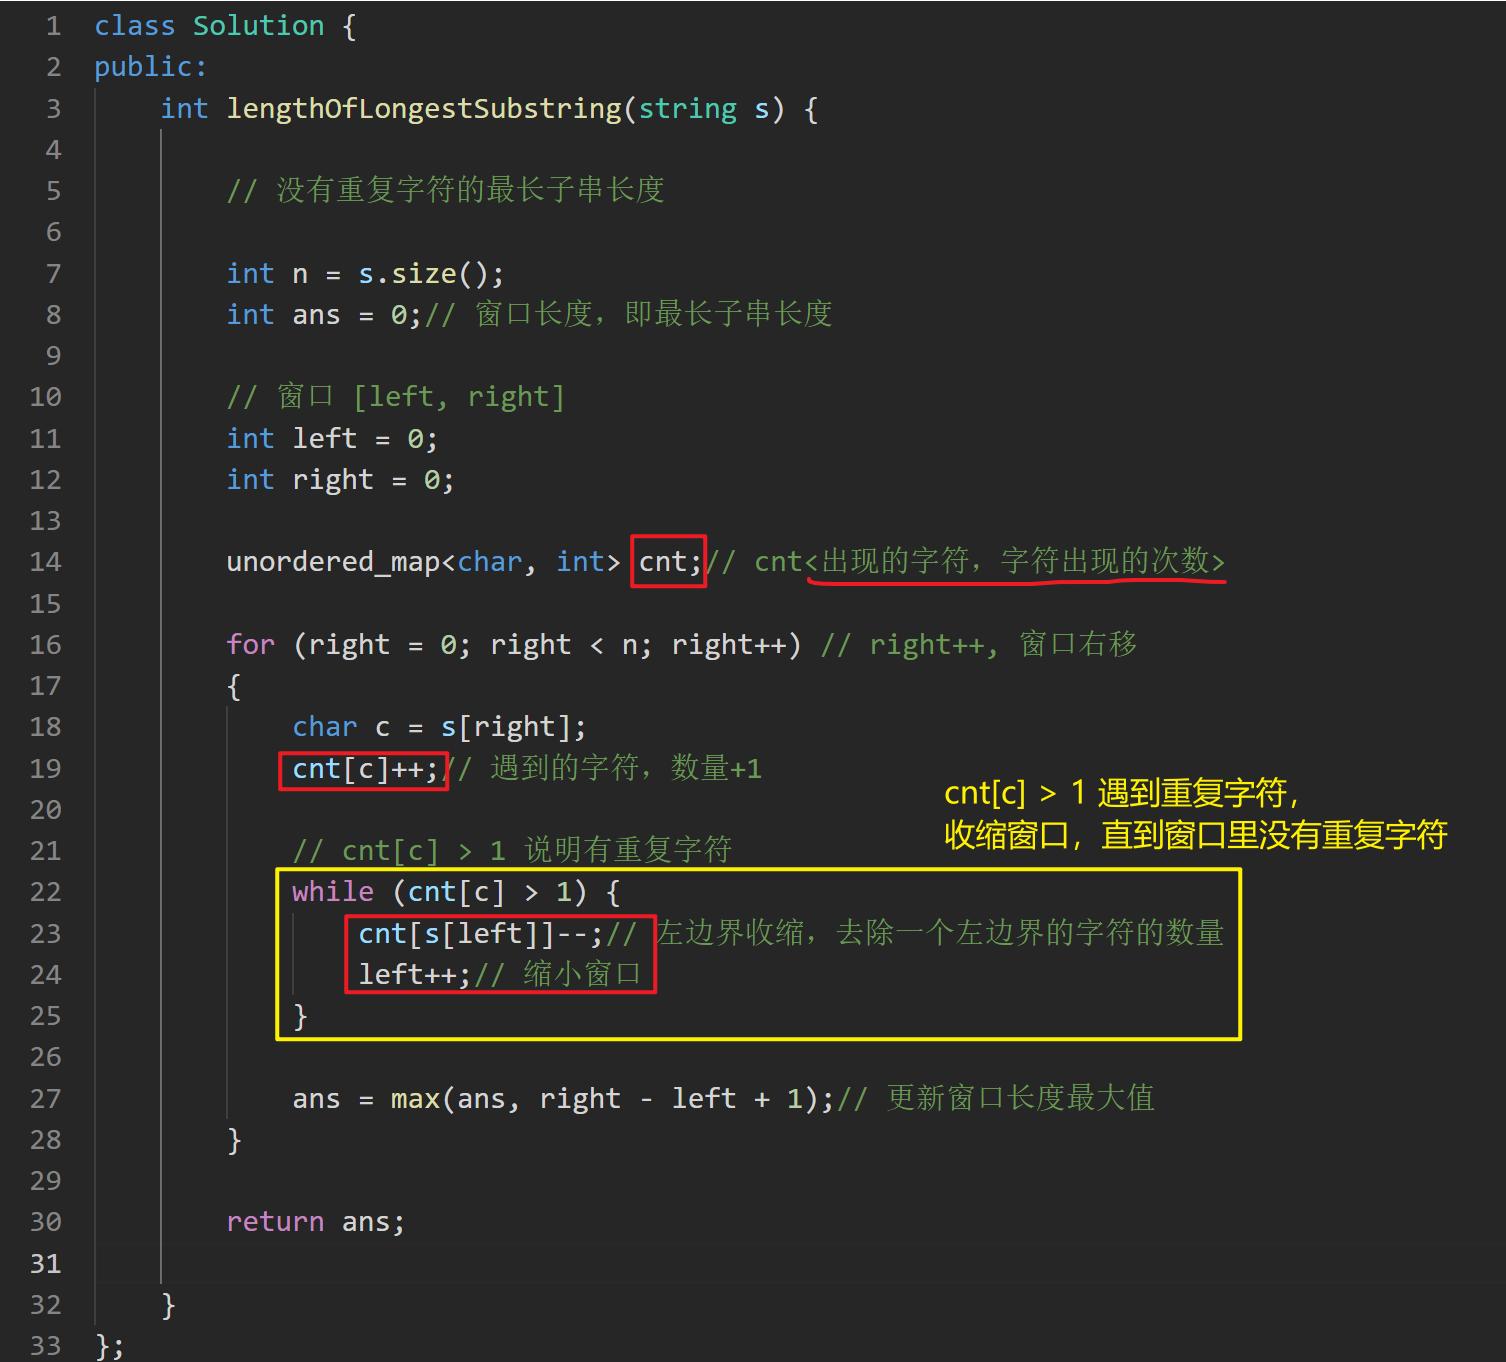 1 class Solution {
2 public:
3 int lengthOfLongestSubstring(string s) {
4
5 // 没有重复字符的最长子串长度
6
7 int n = s.size();
8 int ans = 0;// 窗口长度，即最长子串长度
9
10 // 窗口 [left, right]
11 int left = 0;
12 int right = 0;
13
14 unordered_map<char, int> cnt;// cnt<出现的字符，字符出现的次数>
15
16 for (right = 0; right < n; right++) // right++, 窗口右移
17 {
18 char c = s[right];
19 cnt[c]++;// 遇到的字符，数量+1
cnt[c] > 1 遇到重复字符，
20
收缩窗口，直到窗口里没有重复字符
21 // cnt[c] > 1 说明有重复字符
22 while (cnt[c] > 1) {
23 cnt[s[left]]--;// 左边界收缩，去除一个左边界的字符的数量
24 left++;// 缩小窗口
25 }
26
27 ans = max(ans, right - left + 1);// 更新窗口长度最大值
28 }
29
30 return ans;
31
32 }
33 };